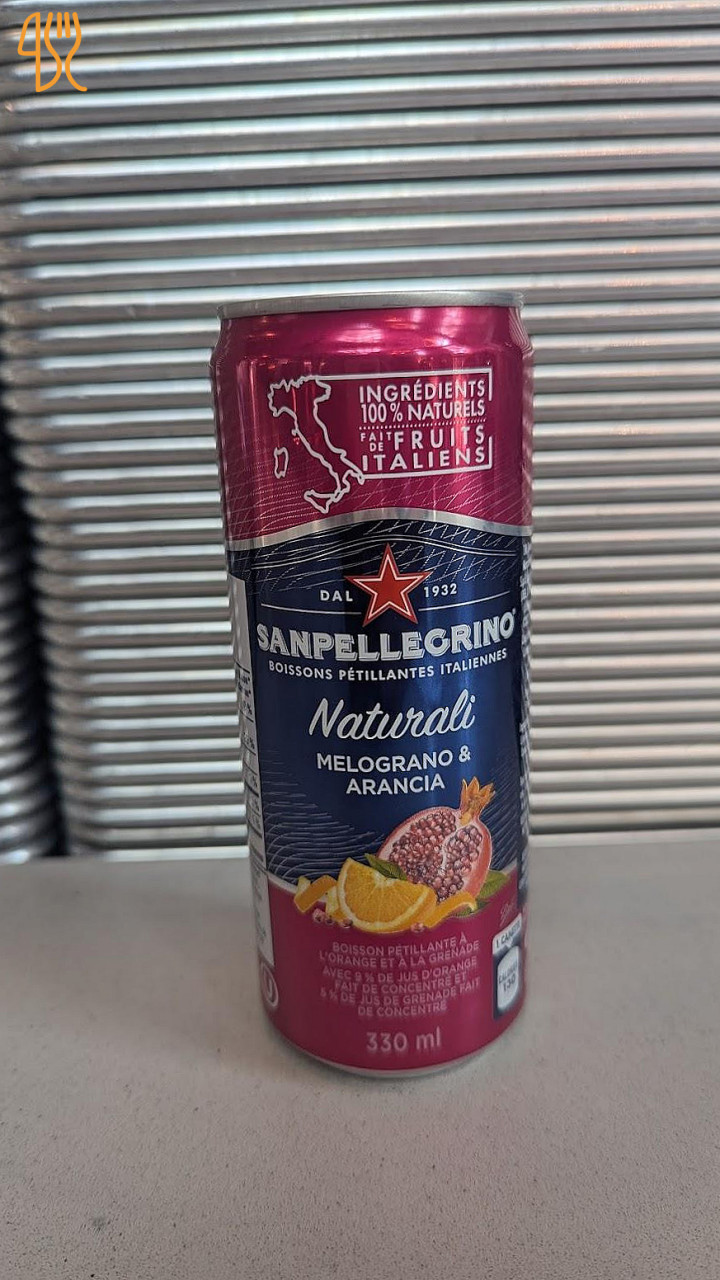 INGRÉDIENTS
100 % NATURELS
FAIT DE FRUITS
ITALIENS
DAL 1932
SANPELLEGRINO
BOISSONS PÉTILLANTES ITALIENNES
Naturali
MELOGRANO &
ARANCIA
BOISSON PÉTILLANTE À
L'ORANGE ET À LA GRENADE
AVEC 9 % DE JUS D'ORANGE
FAIT DE CONCENTRÉ ET
5 % DE JUS DE GRENADE FAIT
DE CONCENTRÉ
330 ml